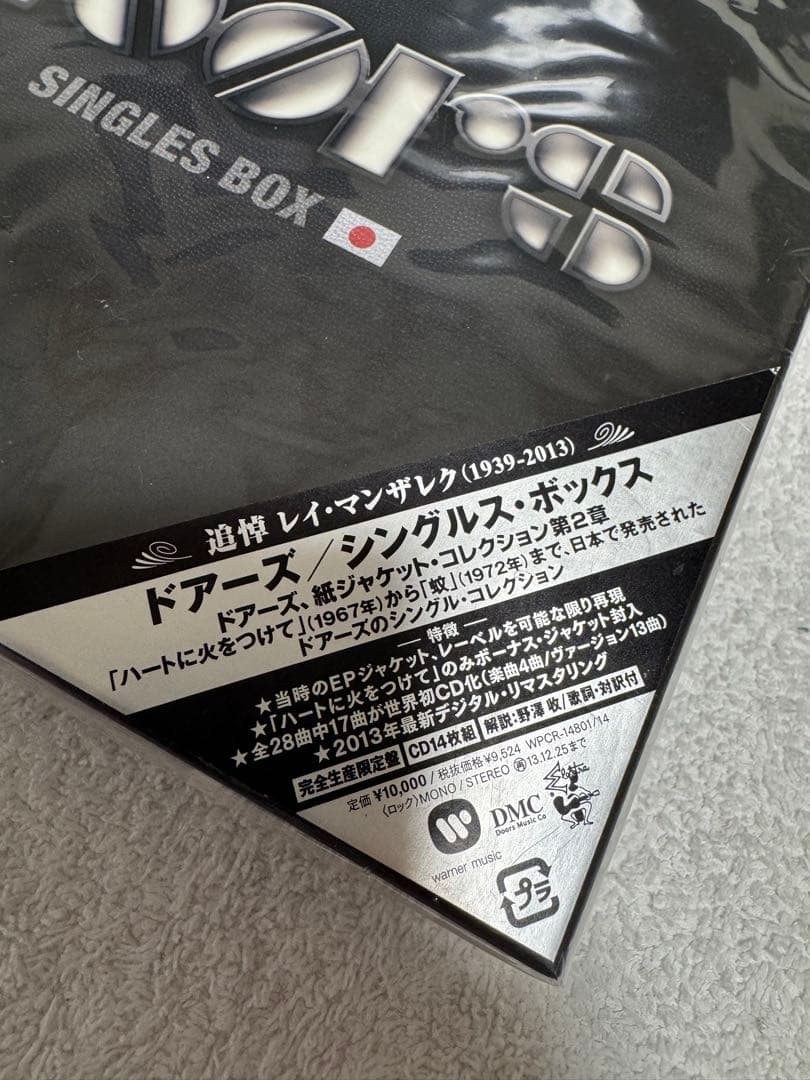 SINGLES BOX
追悼 レイ・マンザレク(1939-2013)
ドアーズ/シングルス・ボックス
ドアーズ、紙ジャケット・コレクション第2章
「ハートに火をつけて」(1967年)から「蚊」(1972年)まで、日本で発売された
ドアーズのシングル・コレクション
— 特徴 —
★当時のEPジャケット、レーベルを可能な限り再現
★「ハートに火をつけて」のみボーナス・ジャケット封入
★全28曲中17曲が世界初CD化(楽曲4曲/ヴァージョン13曲)
★2013年最新デジタル・リマスタリング
完全生産限定盤 CD14枚組 解説:野澤 收/歌詞・対訳付
定価 ¥10,000/税抜価格¥9,524 WPCR-14801/14
〈ロック〉MONO/STEREO 再13.12.25まで
DMC
Doors Music Co
warner music
プラ